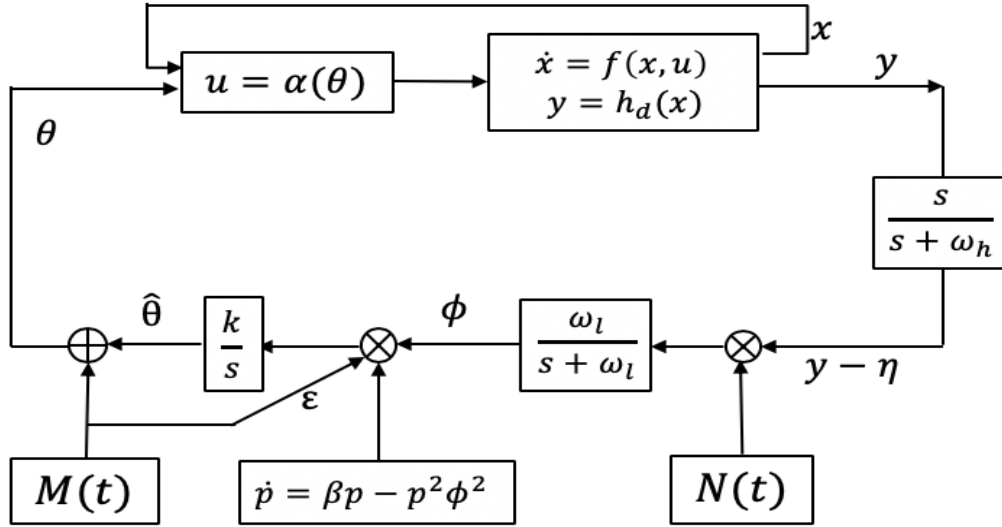 x
u = α(θ)
ẋ = f(x, u)
y = h_d(x)
y
θ
s
s + ω_h
θ̂
k
s
ϕ
ω_l
s + ω_l
y − η
ε
M(t)
ṗ = βp − p²ϕ²
N(t)